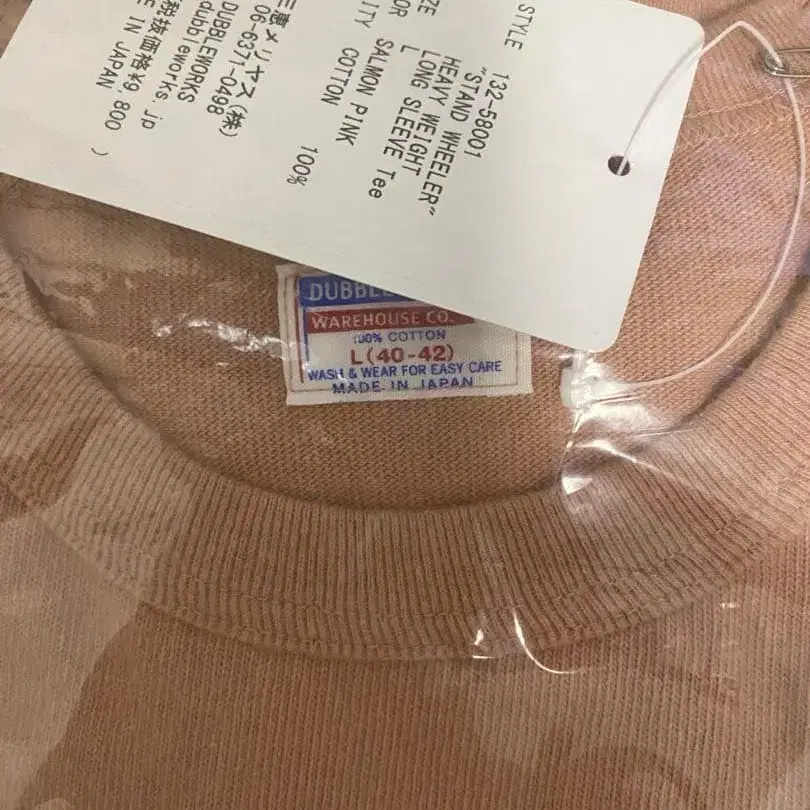 STYLE 132-58001
"STAND WHEELER"
HEAVY WEIGHT
LONG SLEEVE Tee
ZE L
OR SALMON PINK
ITY COTTON 100%
三恵メリヤス(株)
06-6371-0498
DUBBLEWORKS
dubbleworks.jp
税抜価格¥9,800
E IN JAPAN )
DUBBLE
WAREHOUSE CO.
100% COTTON
L(40-42)
WASH & WEAR FOR EASY CARE
MADE IN JAPAN